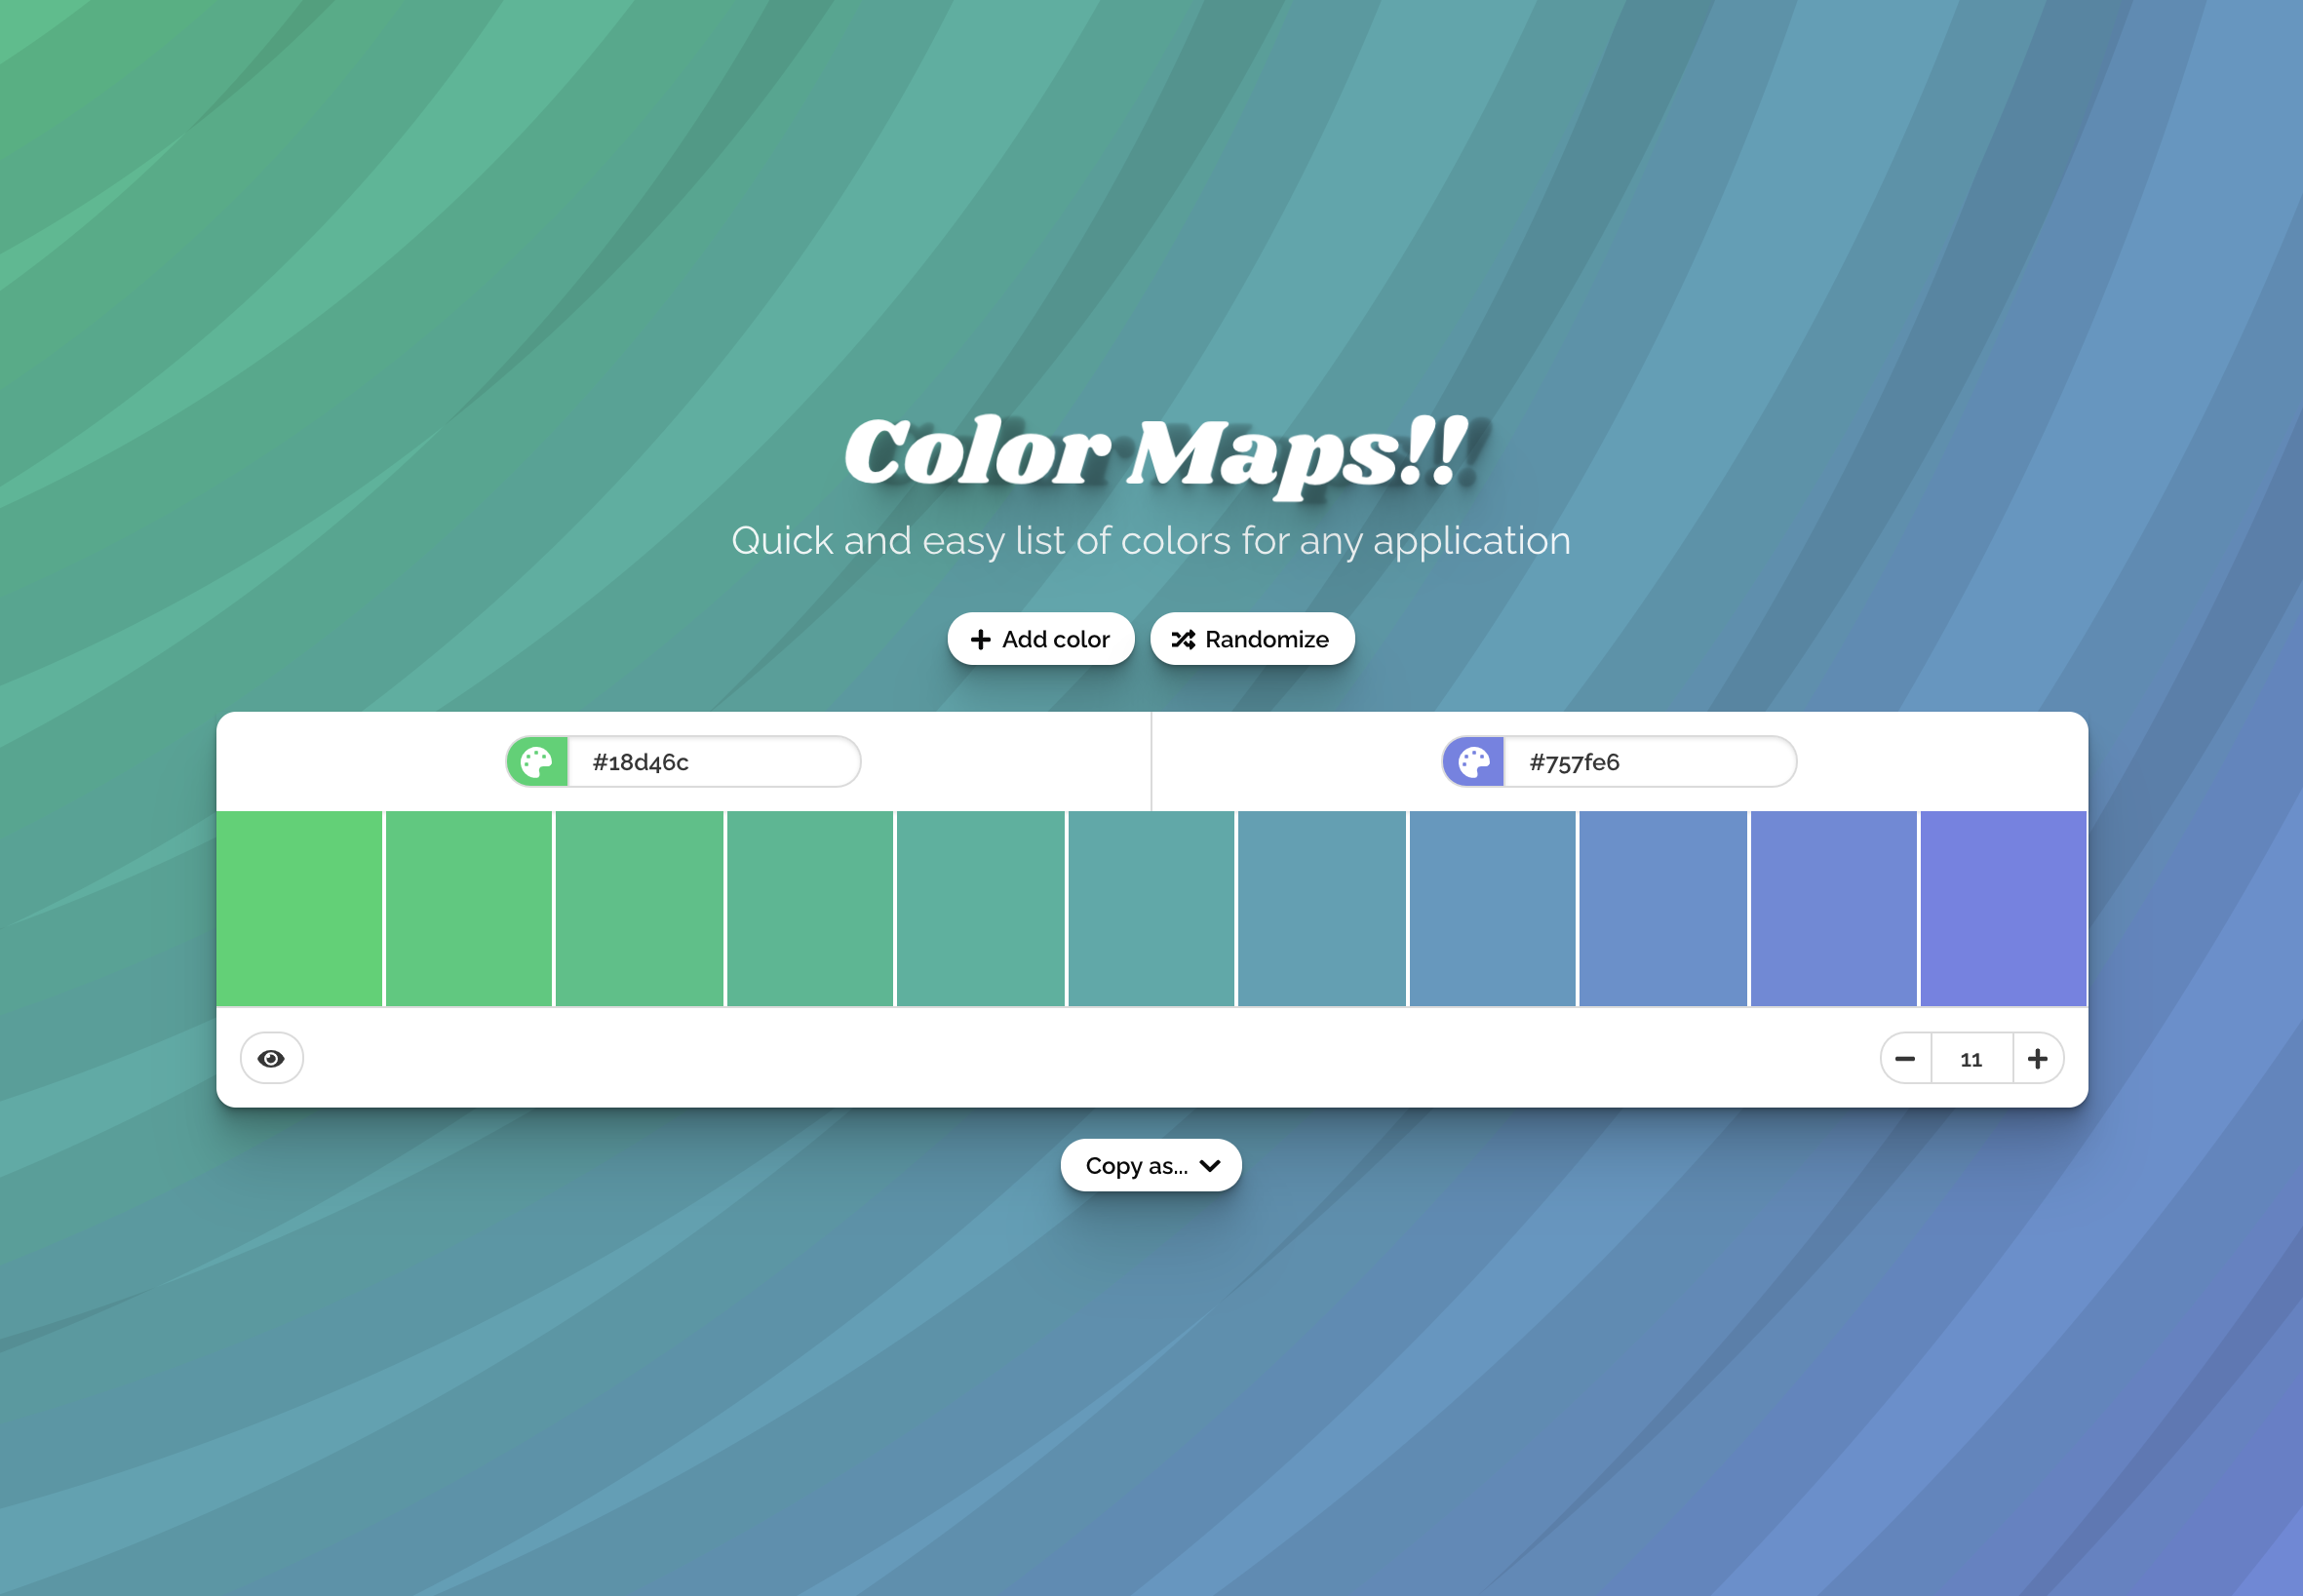 Color Maps!!
Quick and easy list of colors for any application
Add color
Randomize
#18d46c
#757fe6
11
Copy as...